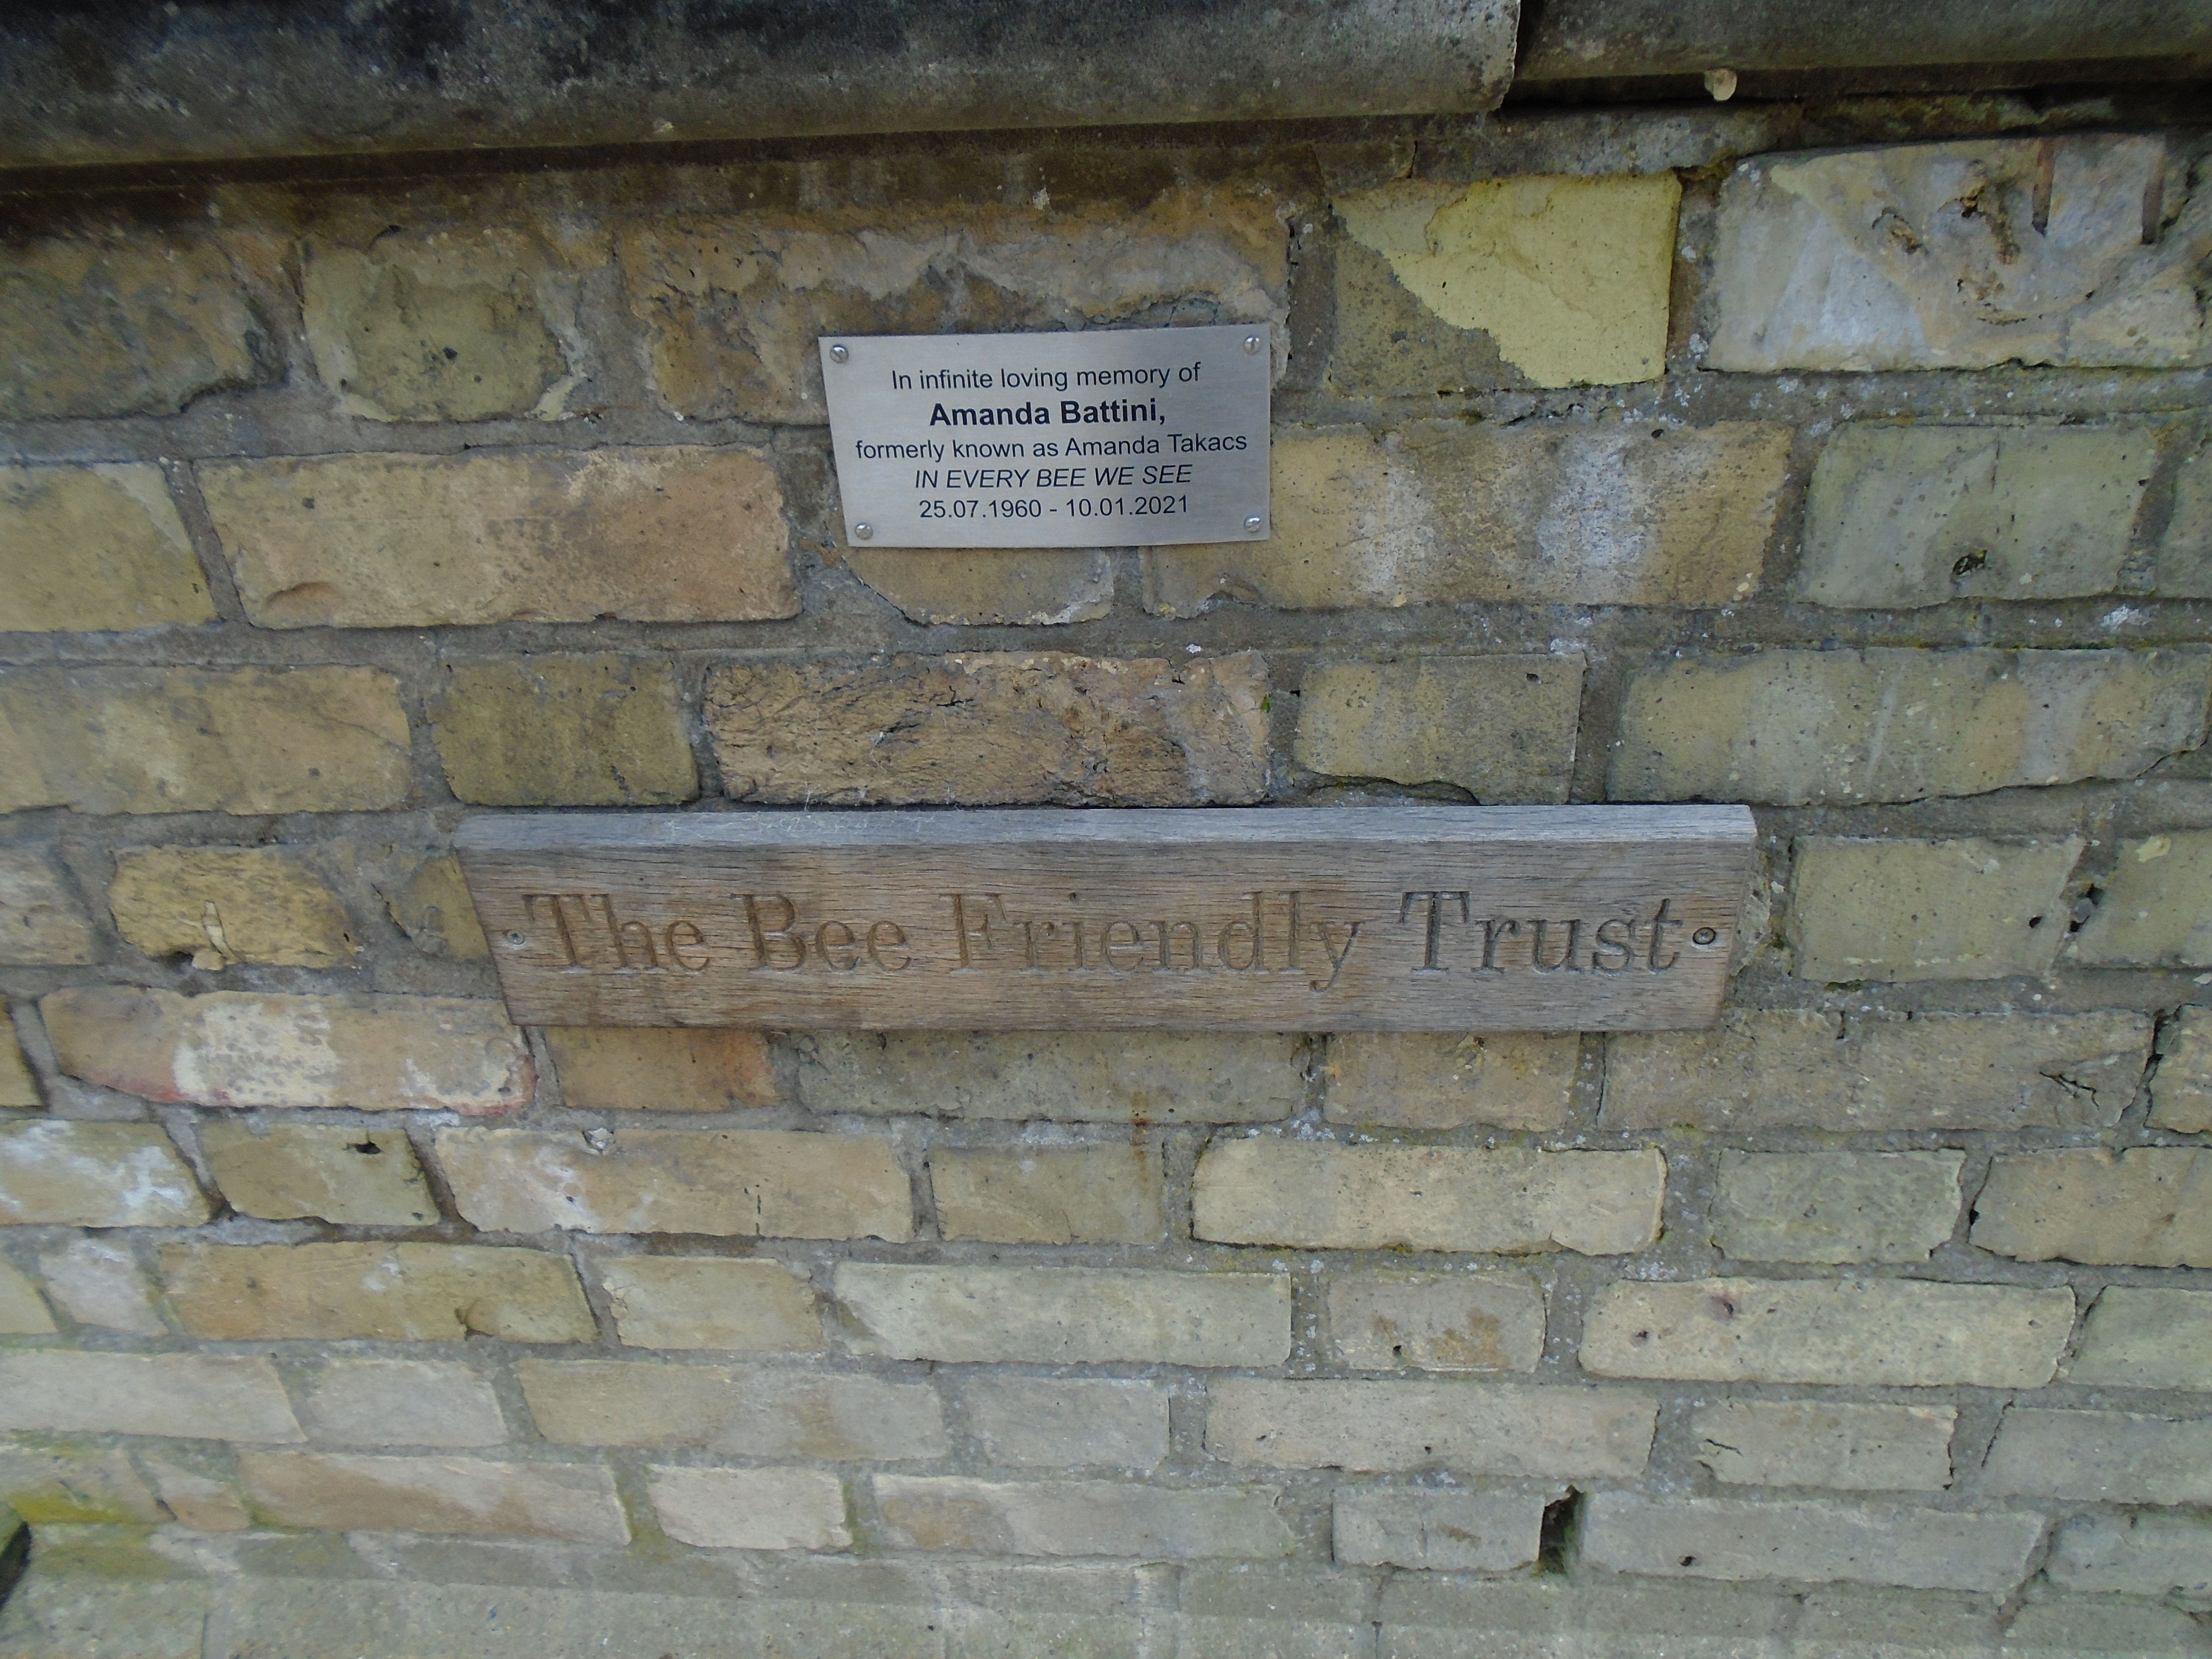 In infinite loving memory of
Amanda Battini,
formerly known as Amanda Takacs
IN EVERY BEE WE SEE
25.07.1960 - 10.01.2021
The Bee Friendly Trust